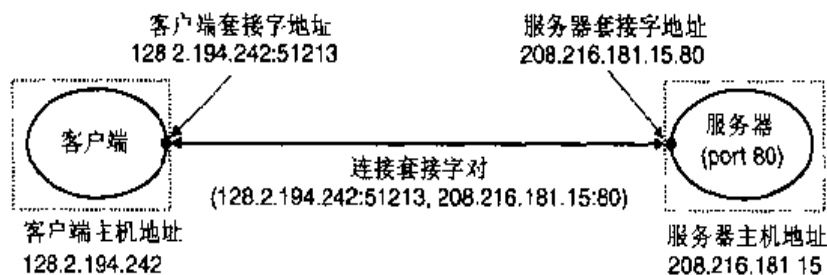 客户端套接字地址
128 2.194.242:51213
服务器套接字地址
208.216.181.15.80
客户端
服务器
(port 80)
连接套接字对
(128.2.194.242:51213, 208.216.181.15:80)
客户端主机地址
128.2.194.242
服务器主机地址
208.216.181 15